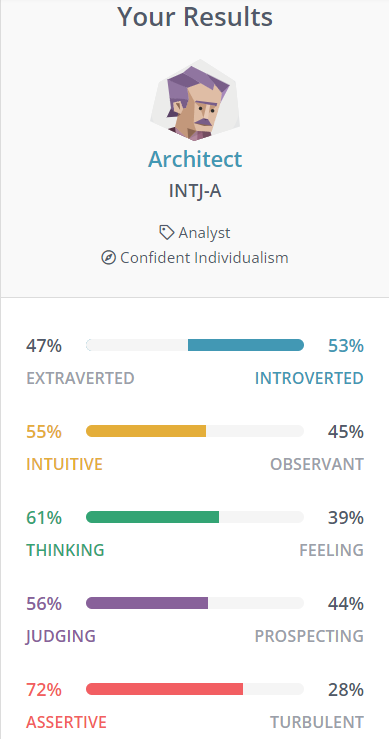 Your Results
Architect
INTJ-A
Analyst
Confident Individualism
47% 53%
EXTRAVERTED INTROVERTED
55% 45%
INTUITIVE OBSERVANT
61% 39%
THINKING FEELING
56% 44%
JUDGING PROSPECTING
72% 28%
ASSERTIVE TURBULENT